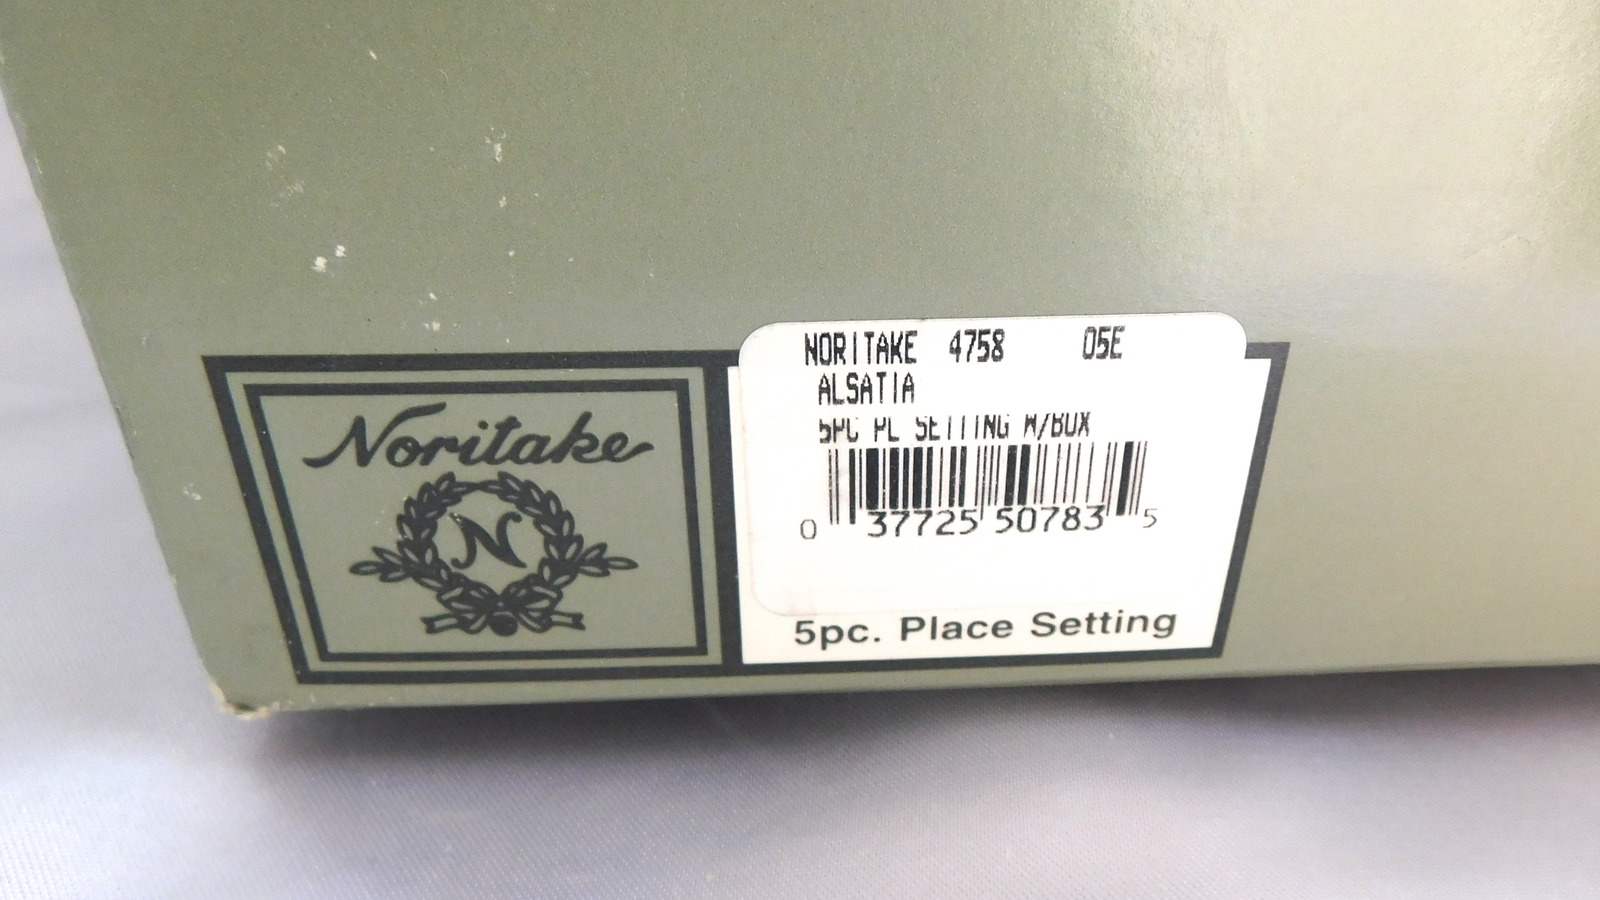 Noritake
N
NORITAKE 4758 05E
ALSATIA
5PC PL SETTING W/BOX
0 37725 50783 5
5pc. Place Setting